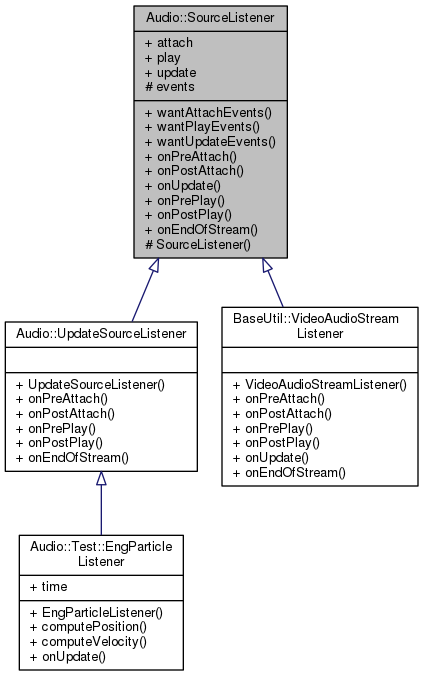 Audio::SourceListener
+ attach
+ play
+ update
# events
+ wantAttachEvents()
+ wantPlayEvents()
+ wantUpdateEvents()
+ onPreAttach()
+ onPostAttach()
+ onUpdate()
+ onPrePlay()
+ onPostPlay()
+ onEndOfStream()
# SourceListener()
Audio::UpdateSourceListener
+ UpdateSourceListener()
+ onPreAttach()
+ onPostAttach()
+ onPrePlay()
+ onPostPlay()
+ onEndOfStream()
BaseUtil::VideoAudioStream
Listener
+ VideoAudioStreamListener()
+ onPreAttach()
+ onPostAttach()
+ onPrePlay()
+ onPostPlay()
+ onUpdate()
+ onEndOfStream()
Audio::Test::EngParticle
Listener
+ time
+ EngParticleListener()
+ computePosition()
+ computeVelocity()
+ onUpdate()